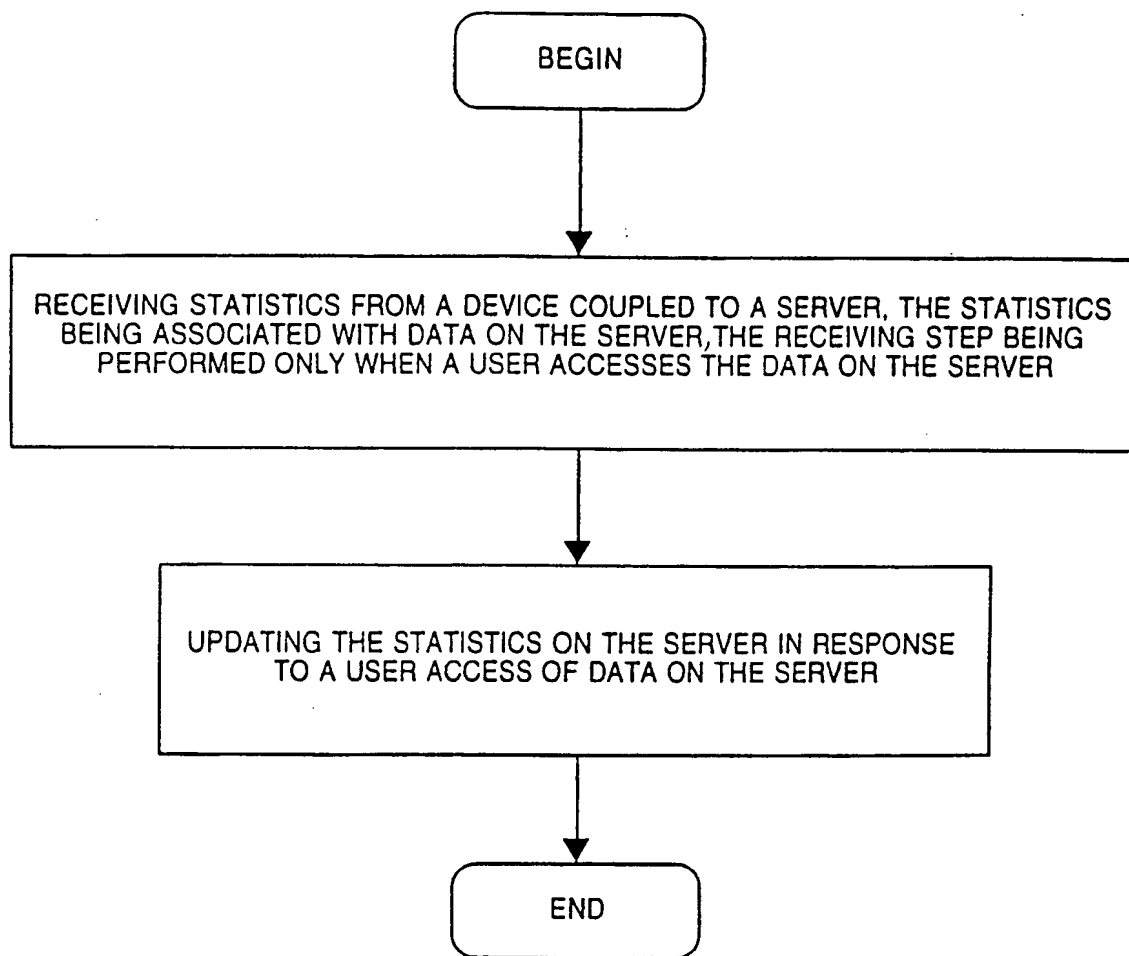 BEGIN
RECEIVING STATISTICS FROM A DEVICE COUPLED TO A SERVER, THE STATISTICS
BEING ASSOCIATED WITH DATA ON THE SERVER,THE RECEIVING STEP BEING
PERFORMED ONLY WHEN A USER ACCESSES THE DATA ON THE SERVER
UPDATING THE STATISTICS ON THE SERVER IN RESPONSE
TO A USER ACCESS OF DATA ON THE SERVER
END